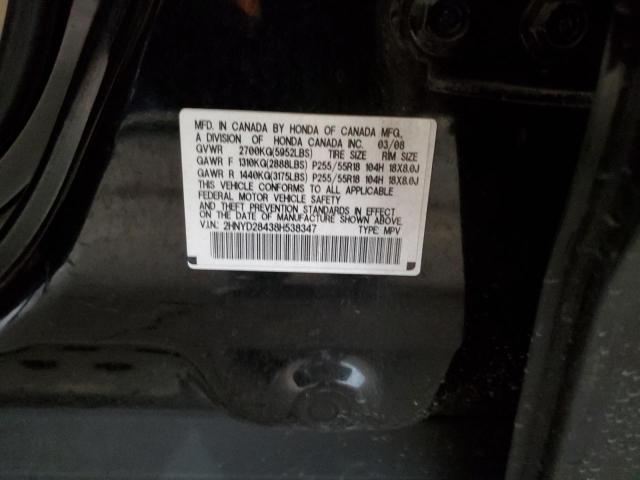 MFD. IN CANADA BY HONDA OF CANADA MFG.,
A DIVISION OF HONDA CANADA INC. 03/08
GVWR 2700KG(5952LBS) TIRE SIZE RIM SIZE
GAWR F 1310KG(2888LBS) P255/55R18 104H 18X8.0J
GAWR R 1440KG(3175LBS) P255/55R18 104H 18X8.0J
THIS VEHICLE CONFORMS TO ALL APPLICABLE
FEDERAL MOTOR VEHICLE SAFETY
AND THEFT PREVENTION STANDARDS IN EFFECT
ON THE DATE OF MANUFACTURE SHOWN ABOVE.
V.I.N: 2HNYD28438H538347 TYPE: MPV